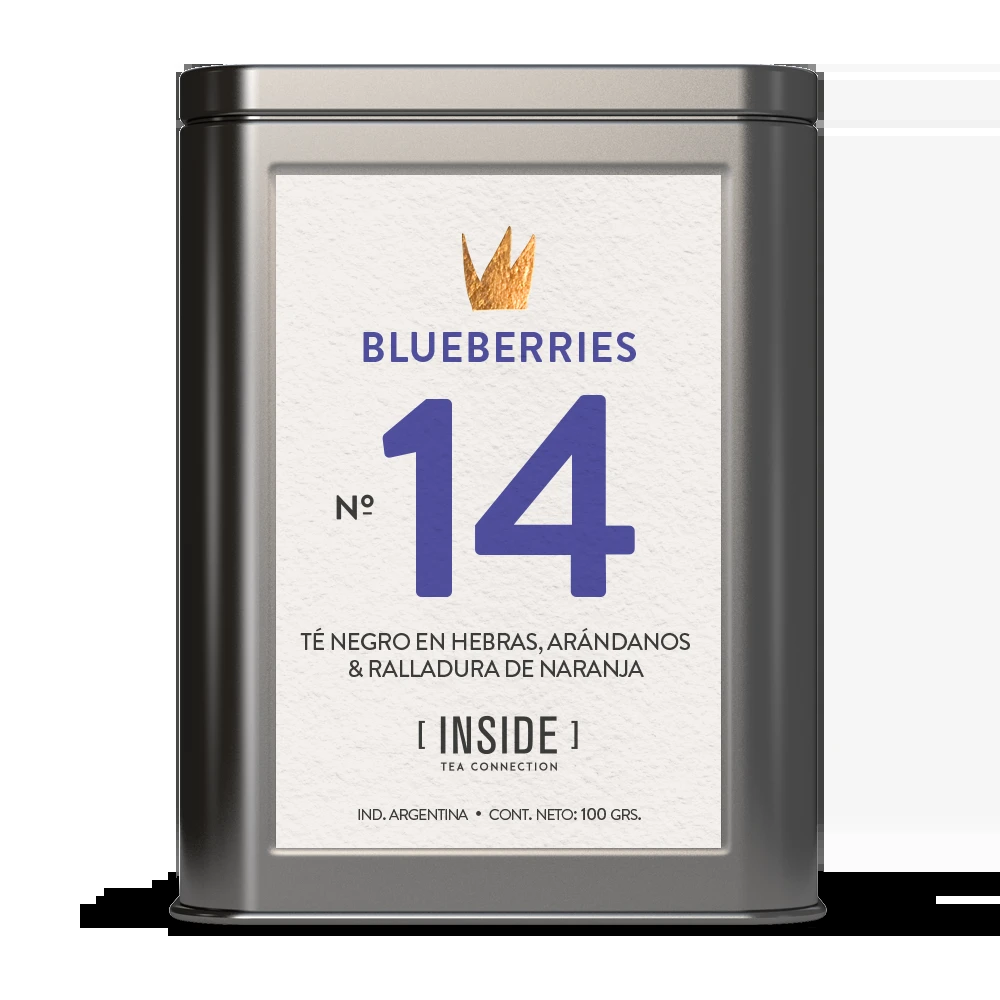 BLUEBERRIES
Nº 14
TÉ NEGRO EN HEBRAS, ARÁNDANOS
& RALLADURA DE NARANJA
[ INSIDE ]
TEA CONNECTION
IND. ARGENTINA • CONT. NETO: 100 GRS.